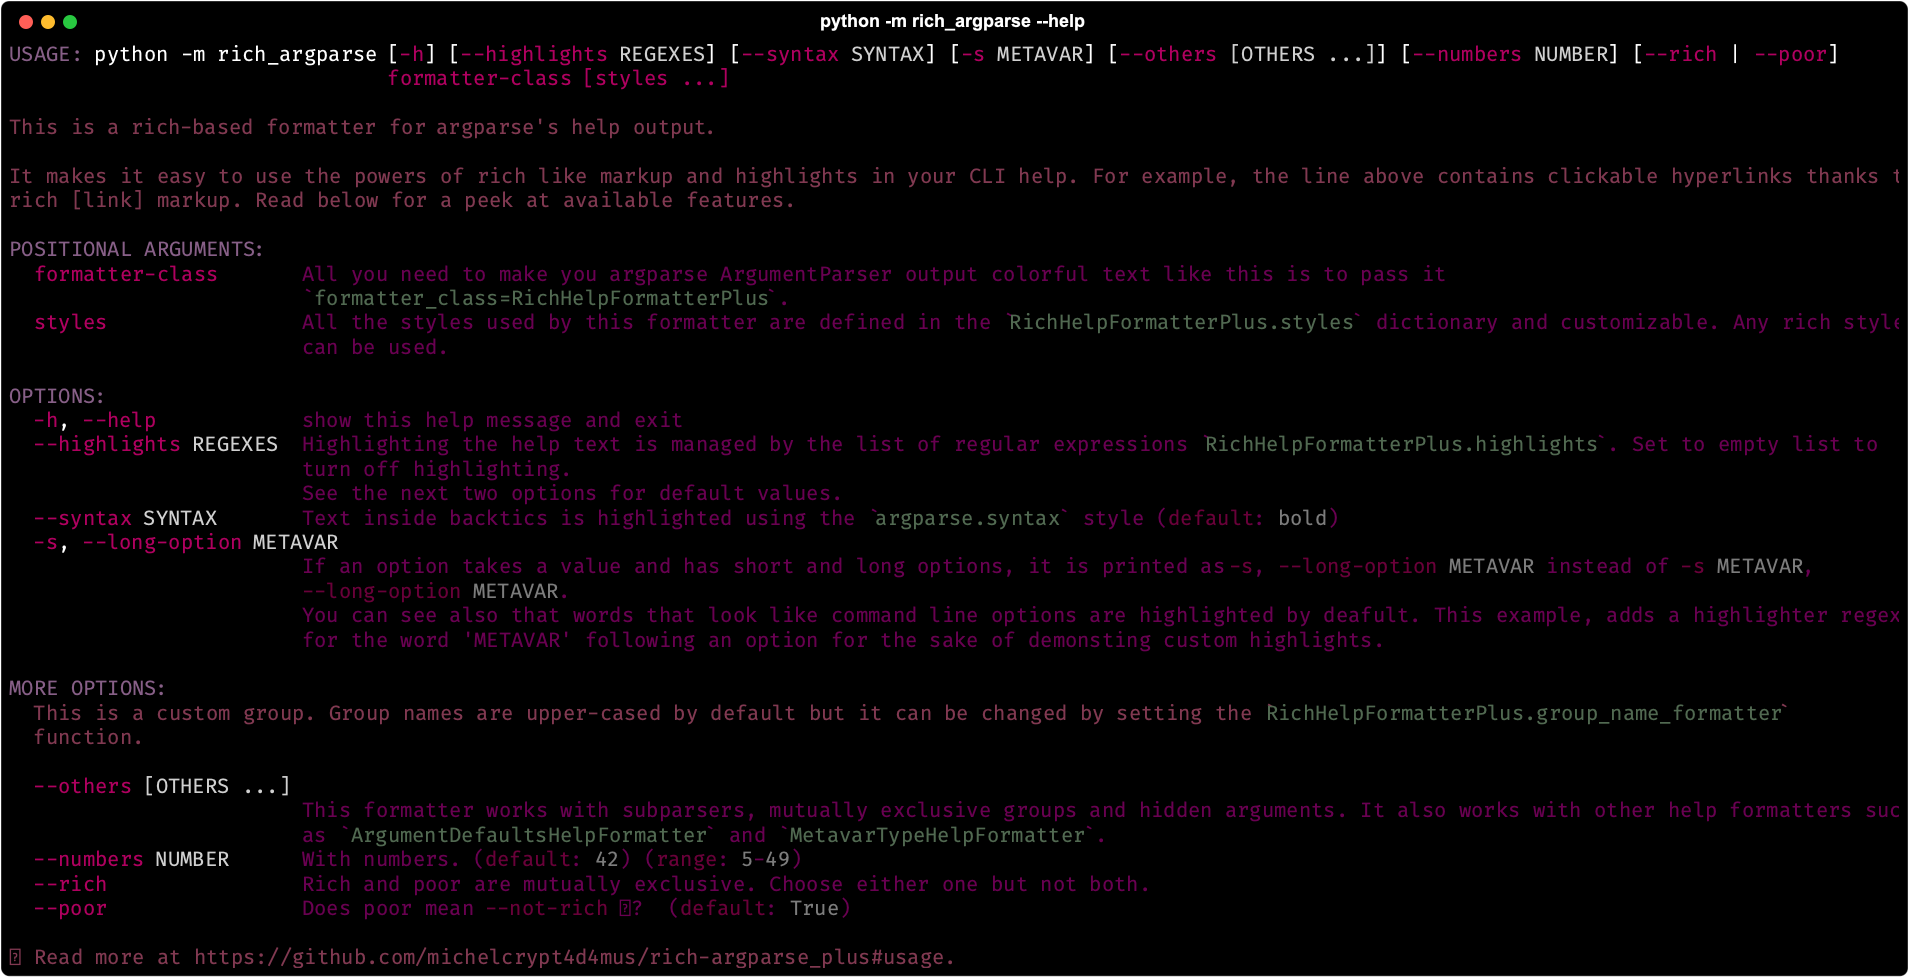 python -m rich_argparse --help
USAGE: python -m rich_argparse [-h] [--highlights REGEXES] [--syntax SYNTAX] [-s METAVAR] [--others [OTHERS ...]] [--numbers NUMBER] [--rich | --poor]
formatter-class [styles ...]
This is a rich-based formatter for argparse's help output.
It makes it easy to use the powers of rich like markup and highlights in your CLI help. For example, the line above contains clickable hyperlinks thanks t
rich [link] markup. Read below for a peek at available features.
POSITIONAL ARGUMENTS:
formatter-class All you need to make you argparse ArgumentParser output colorful text like this is to pass it
`formatter_class=RichHelpFormatterPlus`.
styles All the styles used by this formatter are defined in the `RichHelpFormatterPlus.styles` dictionary and customizable. Any rich style
can be used.
OPTIONS:
-h, --help show this help message and exit
--highlights REGEXES Highlighting the help text is managed by the list of regular expressions `RichHelpFormatterPlus.highlights`. Set to empty list to
turn off highlighting.
See the next two options for default values.
--syntax SYNTAX Text inside backtics is highlighted using the `argparse.syntax` style (default: bold)
-s, --long-option METAVAR
If an option takes a value and has short and long options, it is printed as -s, --long-option METAVAR instead of -s METAVAR,
--long-option METAVAR.
You can see also that words that look like command line options are highlighted by deafult. This example, adds a highlighter regex
for the word 'METAVAR' following an option for the sake of demonsting custom highlights.
MORE OPTIONS:
This is a custom group. Group names are upper-cased by default but it can be changed by setting the RichHelpFormatterPlus.group_name_formatter`
function.
--others [OTHERS ...]
This formatter works with subparsers, mutually exclusive groups and hidden arguments. It also works with other help formatters suc
as `ArgumentDefaultsHelpFormatter` and `MetavarTypeHelpFormatter`.
--numbers NUMBER With numbers. (default: 42) (range: 5-49)
--rich Rich and poor are mutually exclusive. Choose either one but not both.
--poor Does poor mean --not-rich ? (default: True)
Read more at https://github.com/michelcrypt4d4mus/rich-argparse_plus#usage.